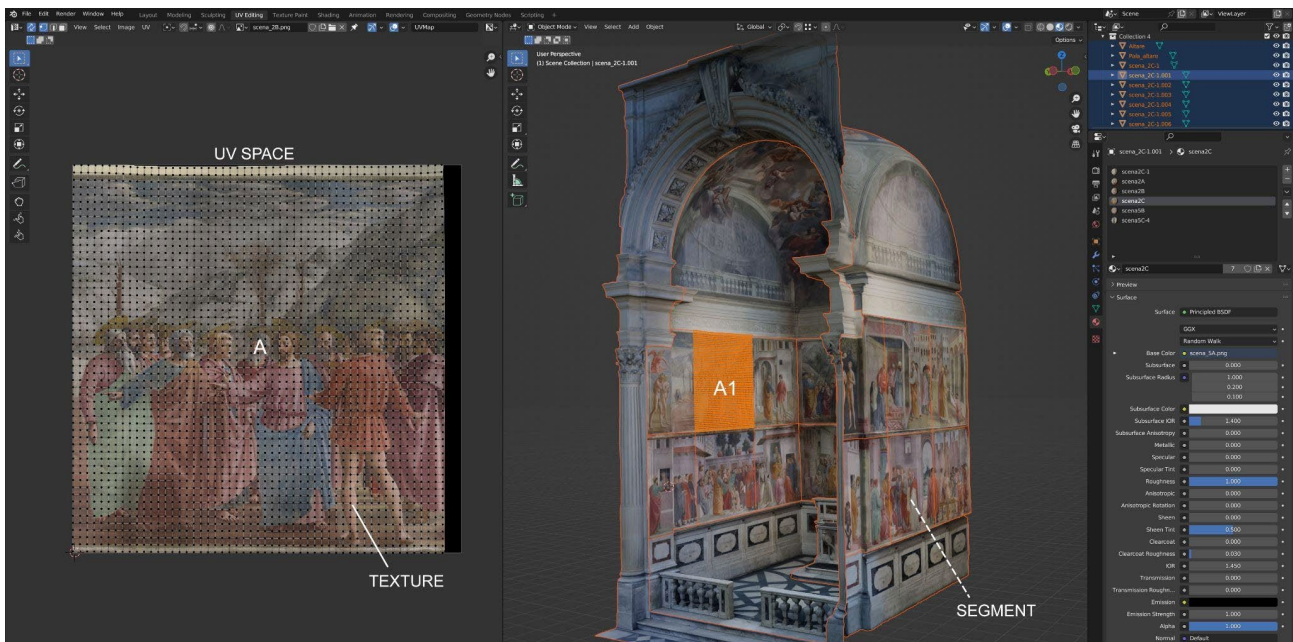 File Edit Render Window Help Layout Modeling Sculpting UV Editing Texture Paint Shading Animation Rendering Compositing Geometry Nodes Scripting +
Scene ViewLayer
View Select Image UV scena_2B.png UVMap
Object Mode View Select Add Object Global
Options
User Perspective
(1) Scene Collection | scena_2C-1.001
UV SPACE
A
TEXTURE
A1
SEGMENT
Z
Collection 4
Altare
Pala_altare
scena_2C-1
scena_2C-1.001
scena_2C-1.002
scena_2C-1.003
scena_2C-1.004
scena_2C-1.005
scena_2C-1.006
scena_2C-1.001 > scena2C
scena2C-1
scena2A
scena2B
scena2C
scena5B
scena5C-4
scena2C 7
Preview
Surface
Surface Principled BSDF
GGX
Random Walk
Base Color scena_5A.png
Subsurface 0.000
Subsurface Radius 1.000
0.200
0.100
Subsurface Color
Subsurface IOR 1.400
Subsurface Anisotropy 0.000
Metallic 0.000
Specular 0.000
Specular Tint 0.000
Roughness 1.000
Anisotropic 0.000
Anisotropic Rotation 0.000
Sheen 0.000
Sheen Tint 0.500
Clearcoat 0.000
Clearcoat Roughness 0.030
IOR 1.450
Transmission 0.000
Transmission Roughn... 0.000
Emission
Emission Strength 1.000
Alpha 1.000
Normal Default